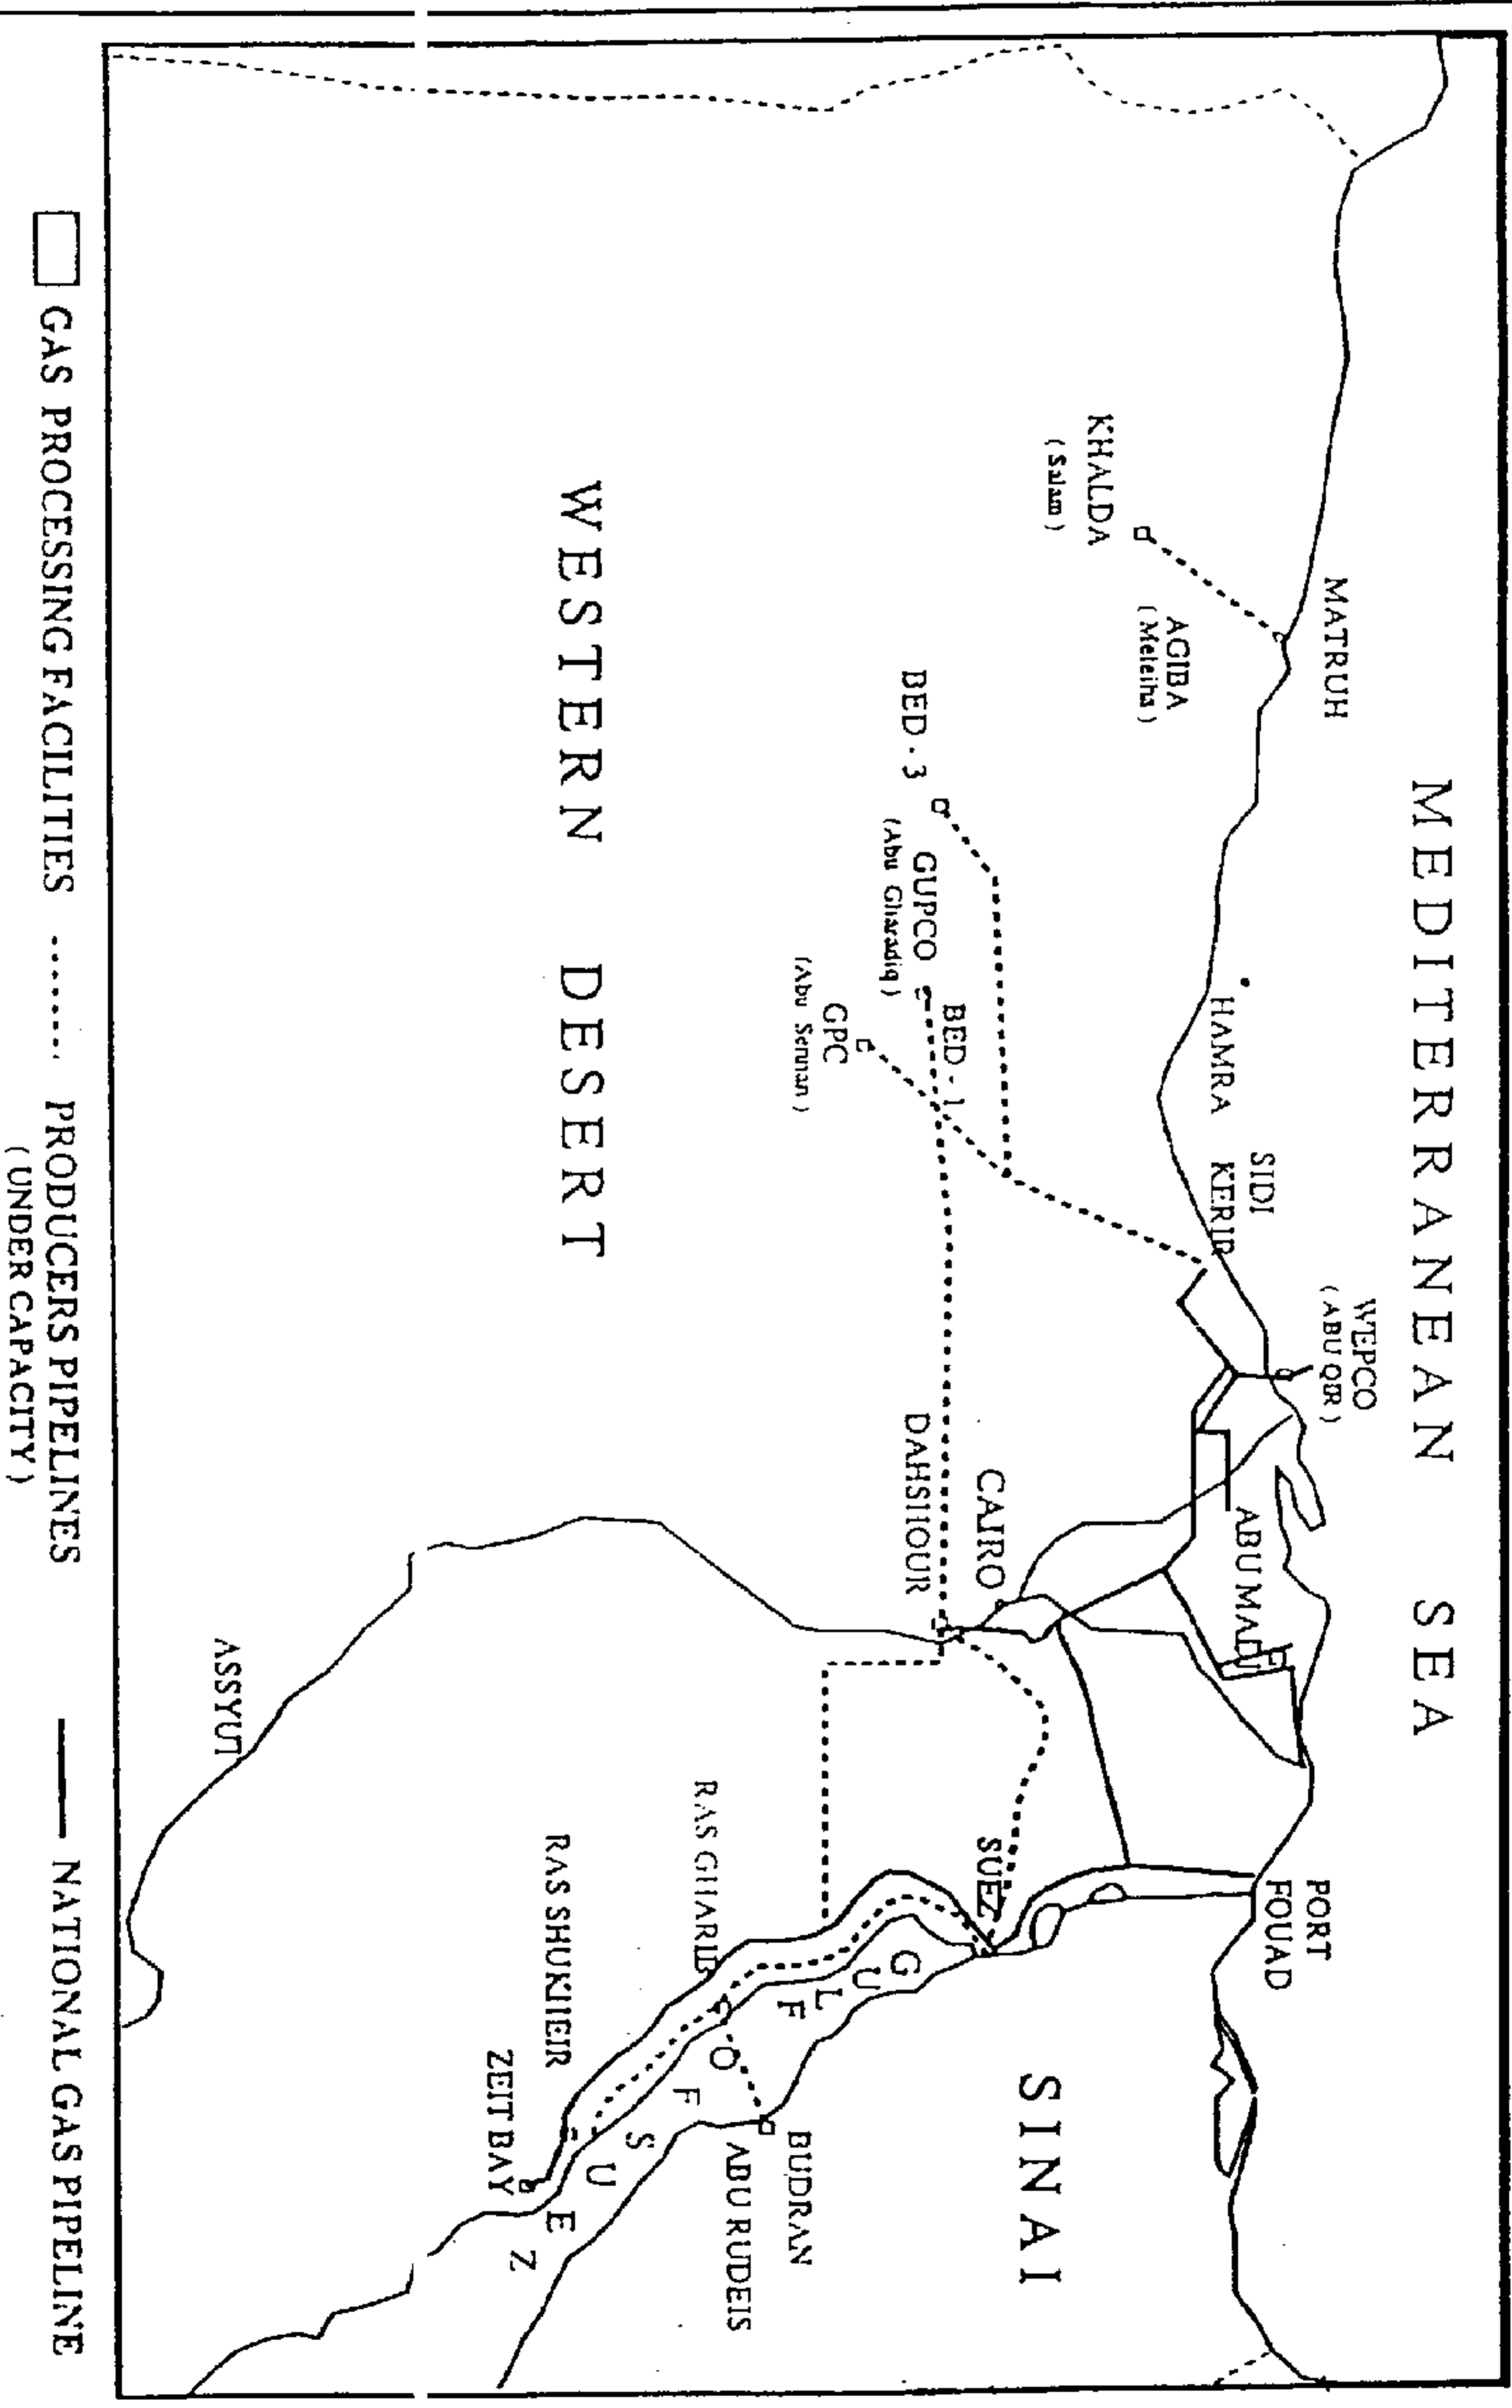 MEDITERRANEAN SEA
MATRUH
HAMRA
SIDI
KERIR
WEPCO
(ABU QIR)
PORT
FOUAD
KHALDA
(Salam)
AGIBA
(Meleiha)
ABU MADI
BED-3
GUPCO
(Abu Gharadiq)
BED-1
GPC
(Abu Sennan)
CAIRO
DAHSHOUR
SUEZ
SINAI
WESTERN DESERT
GULF OF SUEZ
RAS GHARIB
BUDRAN
ABU RUDEIS
RAS SHUKHEIR
ZEIT BAY
ASSYUT
GAS PROCESSING FACILITIES ....... PRODUCERS PIPELINES —— NATIONAL GAS PIPELINE
(UNDER CAPACITY)